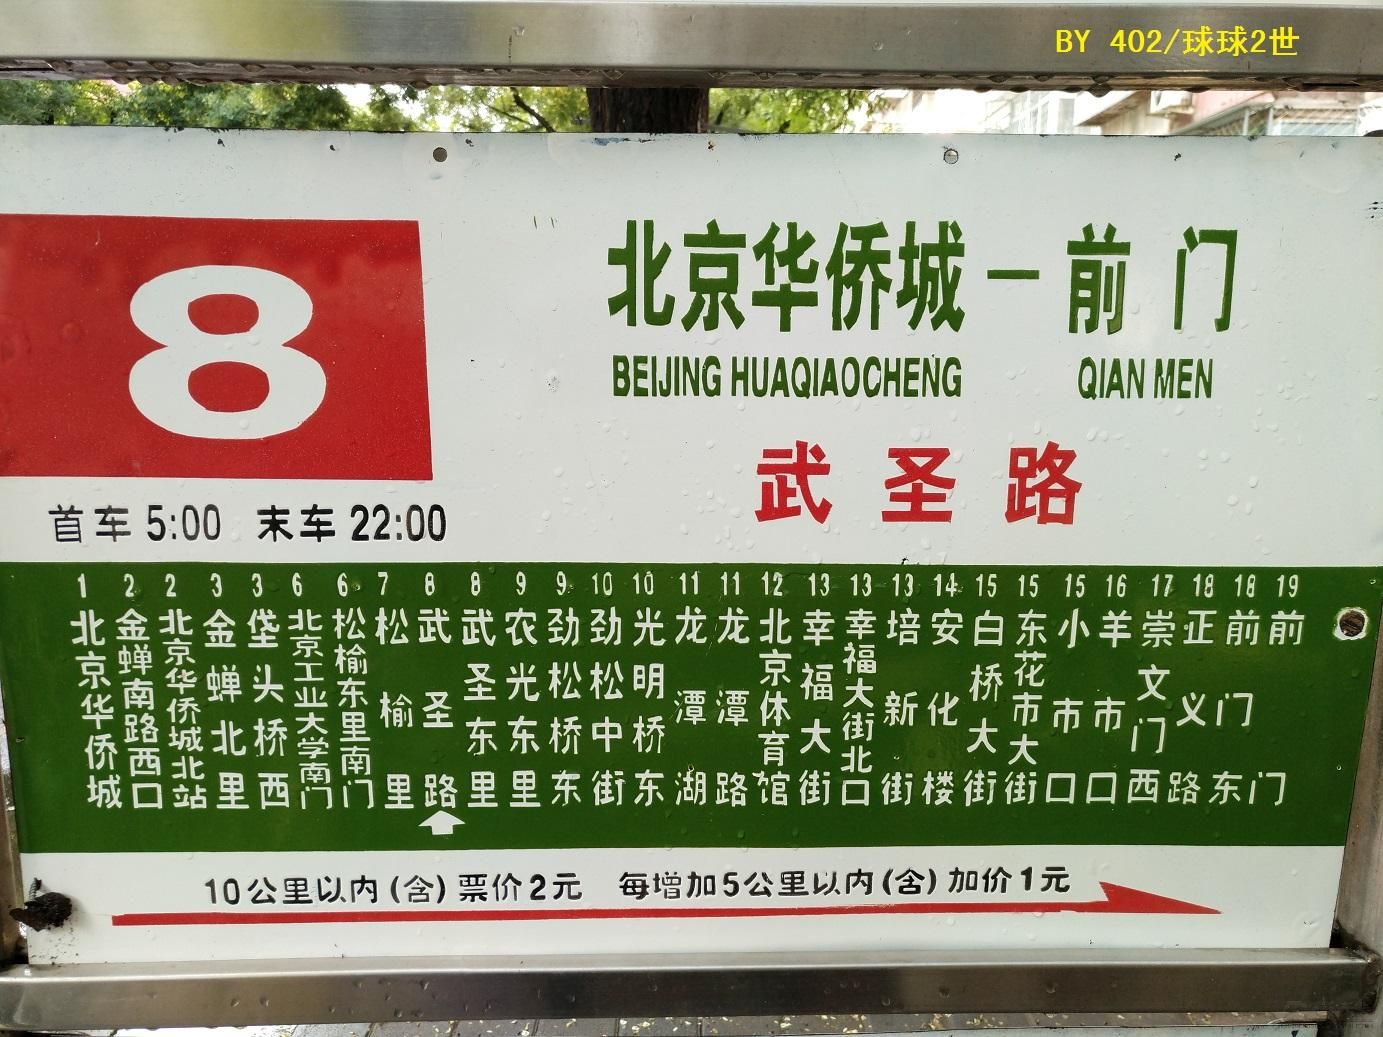 BY 402/球球2世
8
北京华侨城－前门
BEIJING HUAQIAOCHENG QIAN MEN
武圣路
首车 5:00 末车 22:00
1 北京华侨城
2 金蝉南路西口
2 北京华侨城北站
3 金蝉北里
3 垡头桥西
6 北京工业大学南门
6 松榆东里南门
7 松榆里
8 武圣路
8 武圣东里
9 农光东里
9 劲松桥东
10 劲松中街
10 光明桥东
11 龙潭湖
11 龙潭路
12 北京体育馆
13 幸福大街
13 幸福大街北口
13 培新街
14 安化楼
15 白桥大街
15 东花市大街
15 小市口
16 羊市口
17 崇文门西
18 正义路
18 前门东
19 前门
10公里以内(含)票价2元 每增加5公里以内(含)加价1元